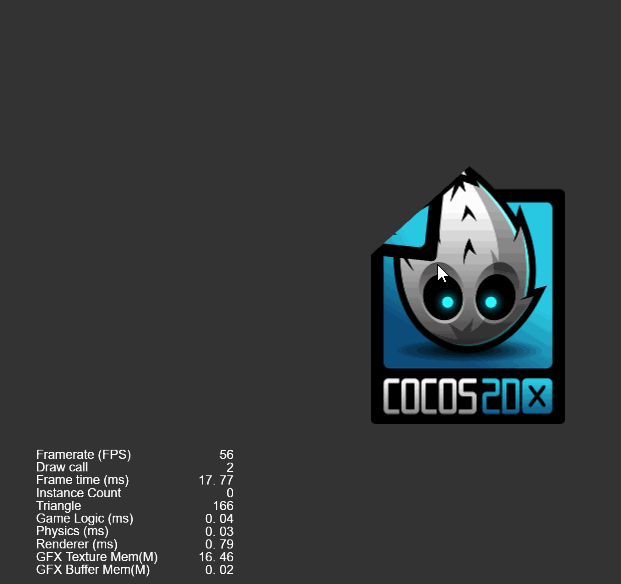 COCOS2DX
Framerate (FPS) 56
Draw call 2
Frame time (ms) 17. 77
Instance Count 0
Triangle 166
Game Logic (ms) 0. 04
Physics (ms) 0. 03
Renderer (ms) 0. 79
GFX Texture Mem(M) 16. 46
GFX Buffer Mem(M) 0. 02